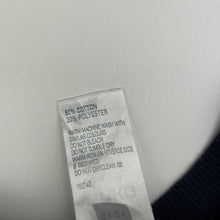 80% COTTON
20% POLYESTER
WARM MACHINE WASH WITH
SIMILAR COLOURS
DO NOT BLEACH
DO NOT TUMBLE DRY
WARM IRON ON REVERSE SIDE
IF REQUIRED
DO NOT DRYCLEAN